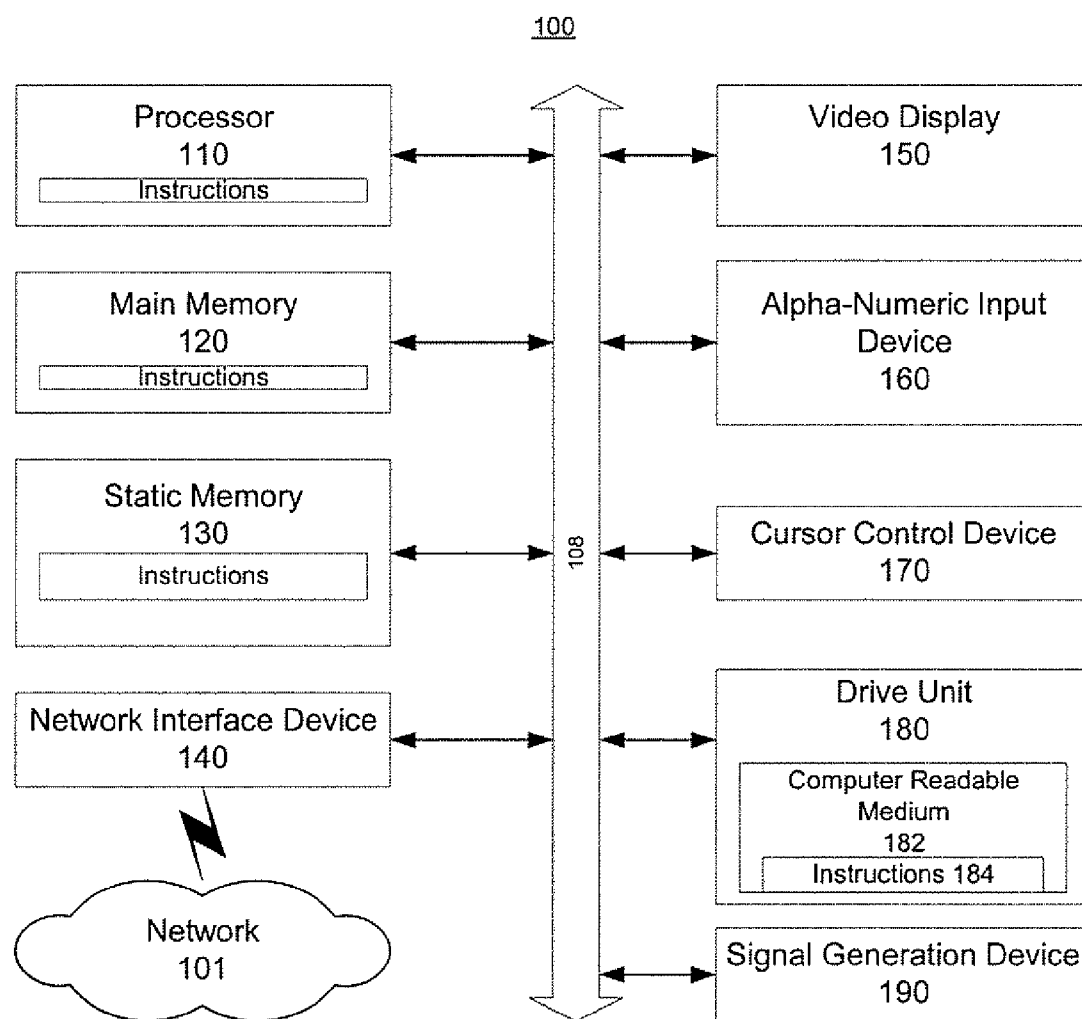 100
Processor
110
Instructions
Main Memory
120
Instructions
Static Memory
130
Instructions
Network Interface Device
140
Network
101
108
Video Display
150
Alpha-Numeric Input
Device
160
Cursor Control Device
170
Drive Unit
180
Computer Readable
Medium
182
Instructions 184
Signal Generation Device
190